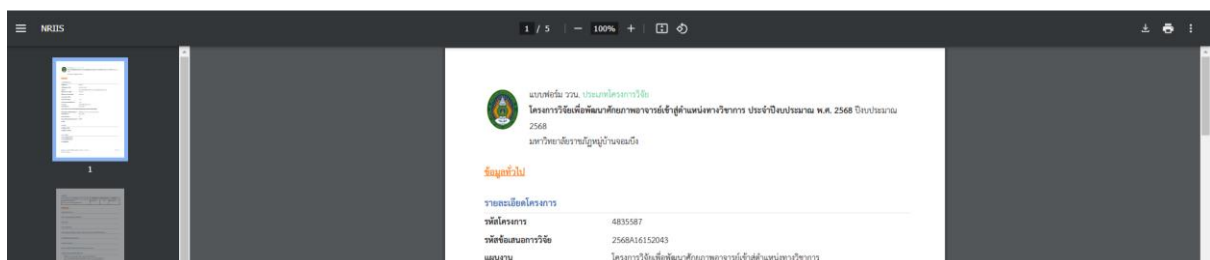 NRIIS
1 / 5 | − 100% +
แบบฟอร์ม ววน. ประเภทโครงการวิจัย
โครงการวิจัยเพื่อพัฒนาศักยภาพอาจารย์เข้าสู่ตำแหน่งทางวิชาการ ประจำปีงบประมาณ พ.ศ. 2568 ปีงบประมาณ
2568
มหาวิทยาลัยราชภัฏหมู่บ้านจอมบึง
ข้อมูลทั่วไป
รายละเอียดโครงการ
รหัสโครงการ 4835587
รหัสข้อเสนอการวิจัย 2568A16152043
แผนงาน โครงการวิจัยเพื่อพัฒนาศักยภาพอาจารย์เข้าสู่ตำแหน่งทางวิชาการ
1